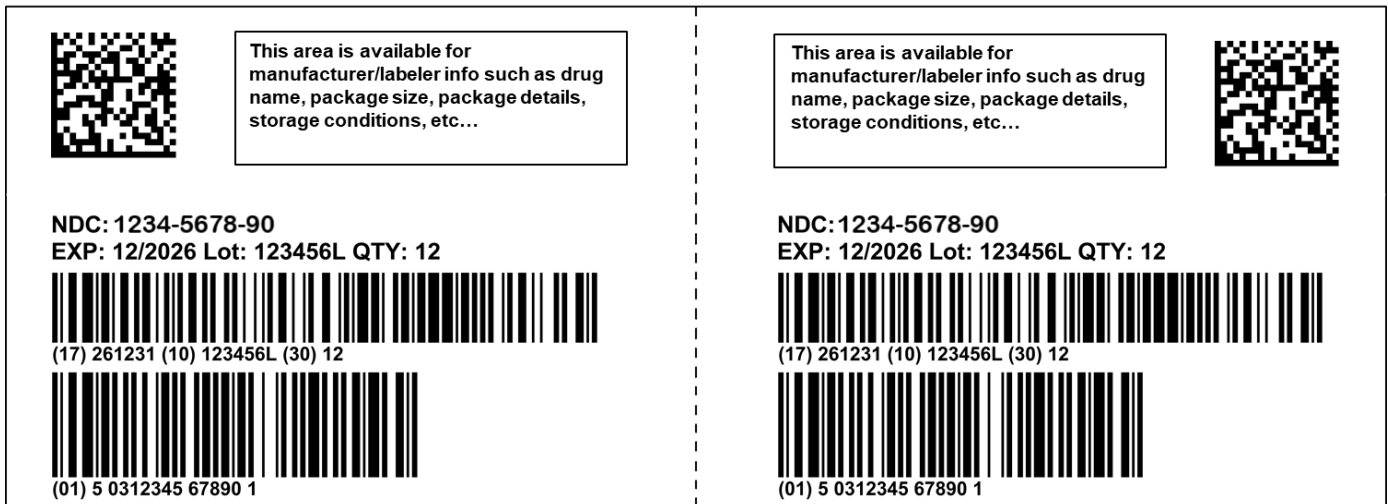 This area is available for
manufacturer/labeler info such as drug
name, package size, package details,
storage conditions, etc…
NDC: 1234-5678-90
EXP: 12/2026 Lot: 123456L QTY: 12
(17) 261231 (10) 123456L (30) 12
(01) 5 0312345 67890 1
This area is available for
manufacturer/labeler info such as drug
name, package size, package details,
storage conditions, etc…
NDC: 1234-5678-90
EXP: 12/2026 Lot: 123456L QTY: 12
(17) 261231 (10) 123456L (30) 12
(01) 5 0312345 67890 1